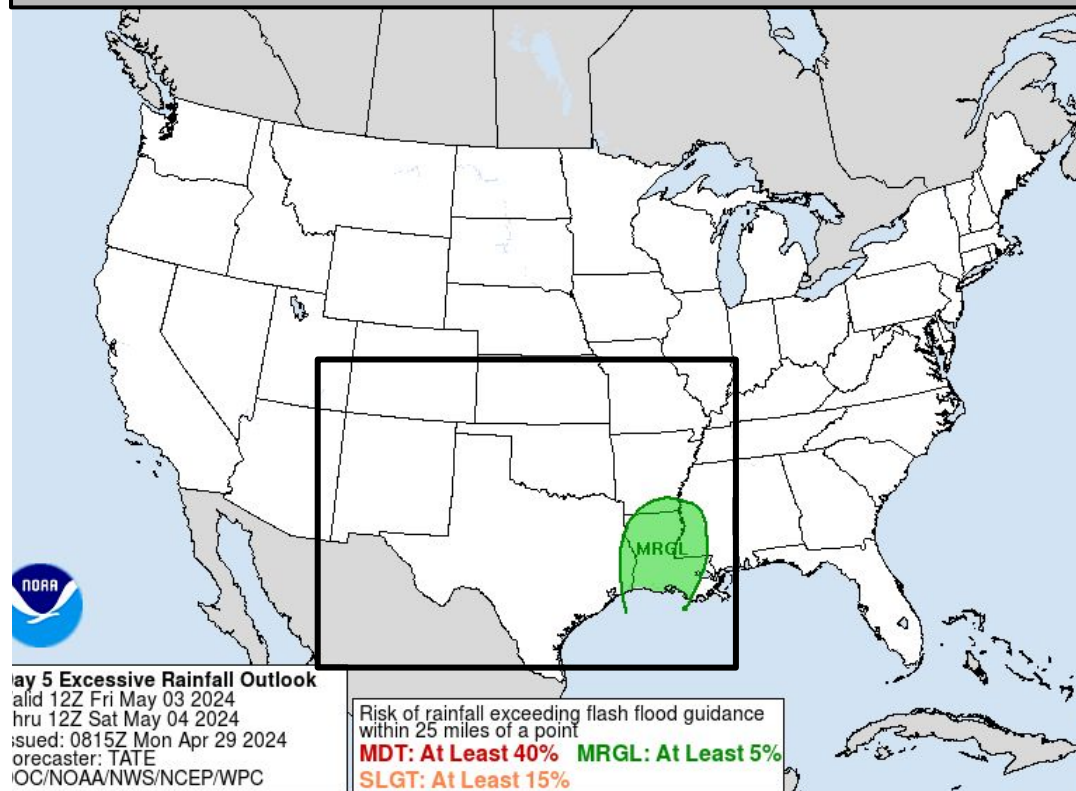 MRGL
NOAA
ay 5 Excessive Rainfall Outlook
alid 12Z Fri May 03 2024
hru 12Z Sat May 04 2024
ssued: 0815Z Mon Apr 29 2024
orecaster: TATE
DOC/NOAA/NWS/NCEP/WPC
Risk of rainfall exceeding flash flood guidance
within 25 miles of a point
MDT: At Least 40% MRGL: At Least 5%
SLGT: At Least 15%